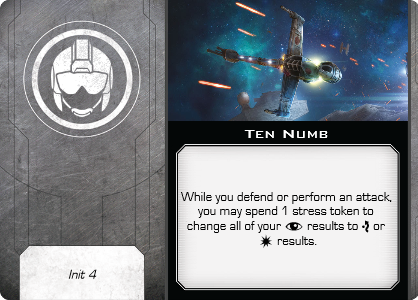 Ten Numb
While you defend or perform an attack,
you may spend 1 stress token to
change all of your results to or
results.
Init 4